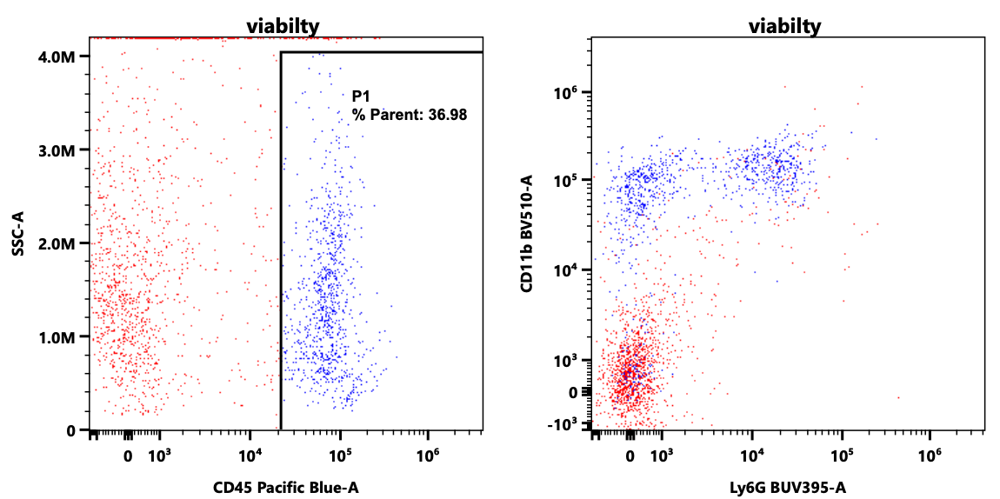 viabilty
4.0M
3.0M
2.0M
1.0M
0
SSC-A
P1
% Parent: 36.98
0 10³ 10⁴ 10⁵ 10⁶
CD45 Pacific Blue-A
viabilty
10⁶
10⁵
10⁴
10³
0
-10³
CD11b BV510-A
0 10³ 10⁴ 10⁵ 10⁶
Ly6G BUV395-A